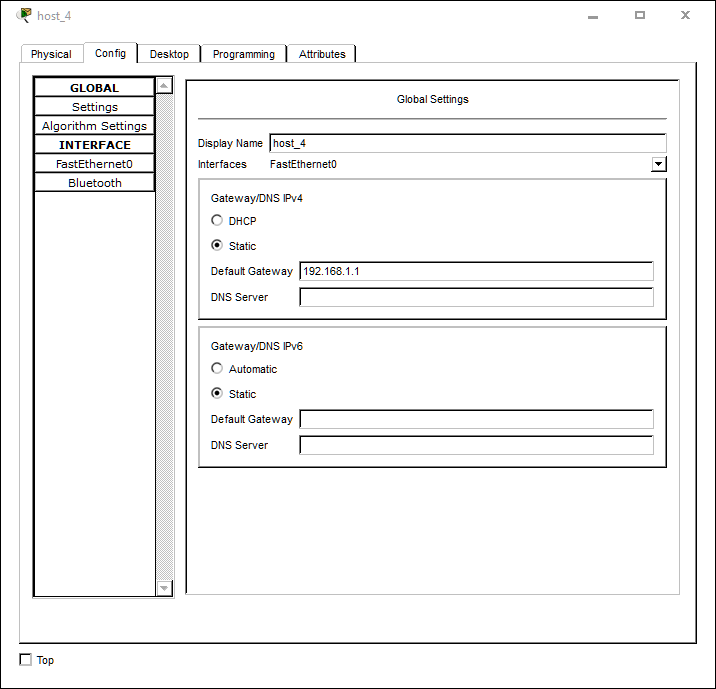 host_4
Physical Config Desktop Programming Attributes
GLOBAL
Settings
Algorithm Settings
INTERFACE
FastEthernet0
Bluetooth
Global Settings
Display Name host_4
Interfaces FastEthernet0
Gateway/DNS IPv4
DHCP
Static
Default Gateway 192.168.1.1
DNS Server
Gateway/DNS IPv6
Automatic
Static
Default Gateway
DNS Server
Top